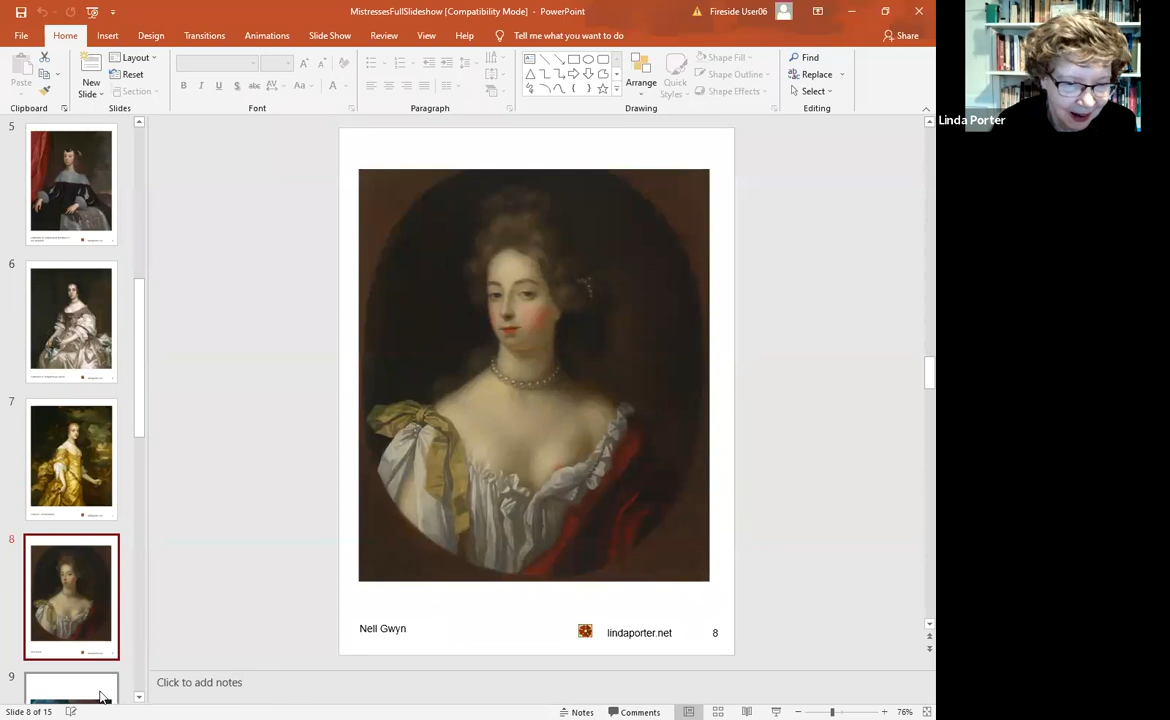 MistressesFullSlideshow [Compatibility Mode] - PowerPoint
Fireside User06
File Home Insert Design Transitions Animations Slide Show Review View Help Tell me what you want to do Share
Paste
New Slide
Layout
Reset
Section
Shape Fill
Shape Outline
Shape Effects
Arrange
Quick Styles
Find
Replace
Select
Clipboard Slides Font Paragraph Drawing Editing
Linda Porter
5
6
7
8
9
Nell Gwyn
lindaporter.net 8
Click to add notes
Slide 8 of 15
Notes Comments 76%